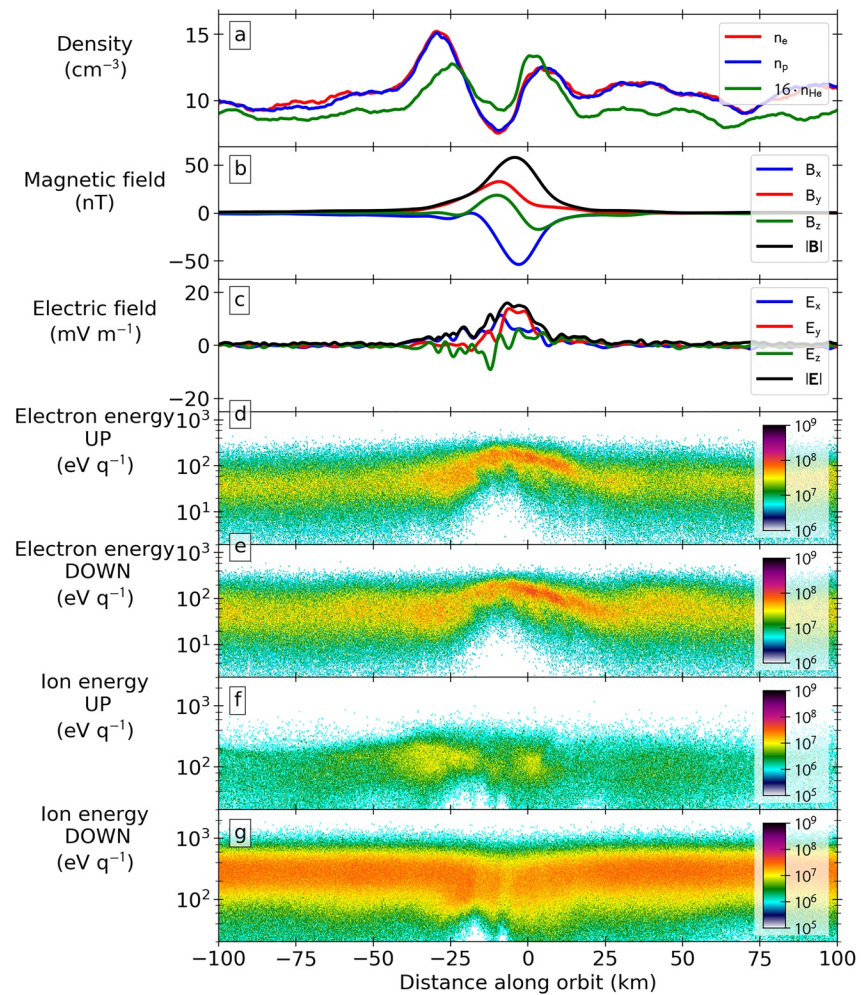 Density
(cm⁻³)
15
10
a
nₑ
nₚ
16 · n_He
Magnetic field
(nT)
50
0
−50
b
Bₓ
B_y
B_z
|B|
Electric field
(mV m⁻¹)
20
0
−20
c
Eₓ
E_y
E_z
|E|
Electron energy
UP
(eV q⁻¹)
10³
10²
10¹
d
10⁹
10⁸
10⁷
10⁶
Electron energy
DOWN
(eV q⁻¹)
10³
10²
10¹
e
10⁹
10⁸
10⁷
10⁶
Ion energy
UP
(eV q⁻¹)
10³
10²
f
10⁹
10⁸
10⁷
10⁶
10⁵
Ion energy
DOWN
(eV q⁻¹)
10³
10²
g
10⁹
10⁸
10⁷
10⁶
10⁵
−100 −75 −50 −25 0 25 50 75 100
Distance along orbit (km)